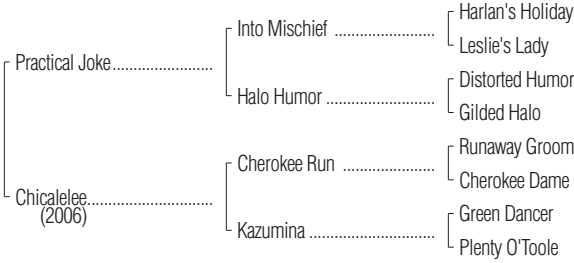 Harlan's Holiday
Into Mischief ......................
Leslie's Lady
Practical Joke......................
Distorted Humor
Halo Humor ........................
Gilded Halo
Runaway Groom
Cherokee Run ....................
Cherokee Dame
Chicalelee...........................
(2006)
Green Dancer
Kazumina ...........................
Plenty O'Toole